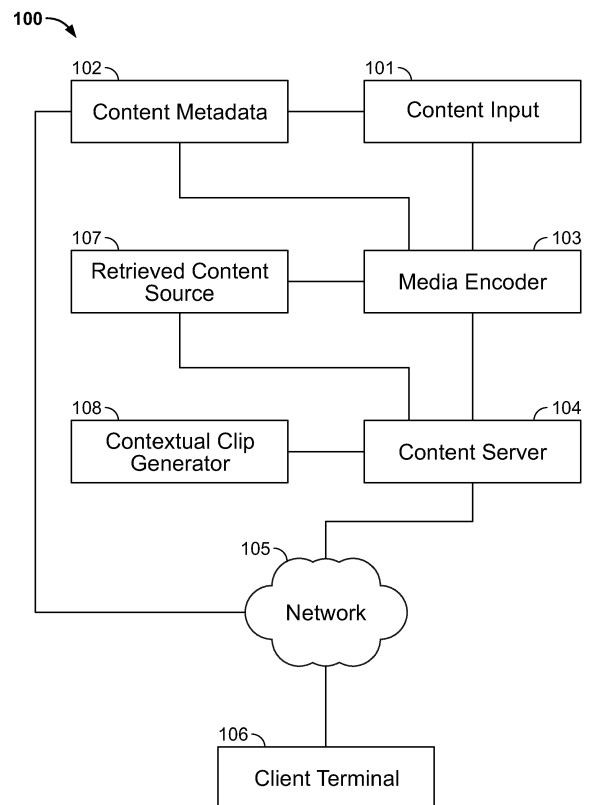 100
102
101
Content Metadata
Content Input
107
103
Retrieved Content
Source
Media Encoder
108
104
Contextual Clip
Generator
Content Server
105
Network
106
Client Terminal